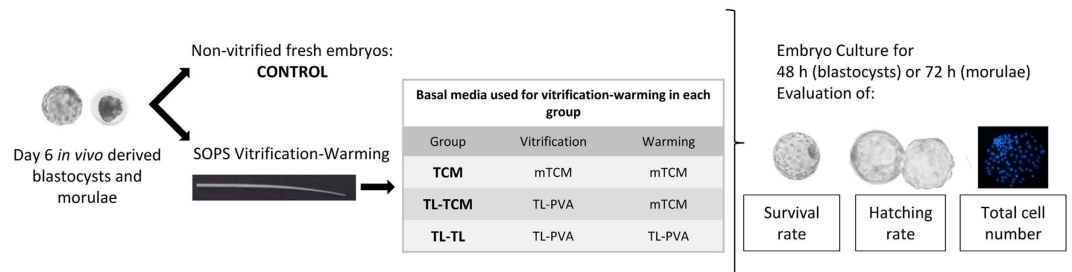 Non-vitrified fresh embryos:
CONTROL
Day 6 in vivo derived
blastocysts and
morulae
SOPS Vitrification-Warming
Basal media used for vitrification-warming in each
group
Group Vitrification Warming
TCM mTCM mTCM
TL-TCM TL-PVA mTCM
TL-TL TL-PVA TL-PVA
Embryo Culture for
48 h (blastocysts) or 72 h (morulae)
Evaluation of:
Survival
rate
Hatching
rate
Total cell
number